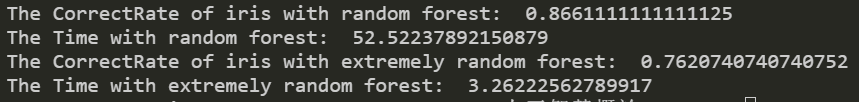 The CorrectRate of iris with random forest:  0.8661111111111125
The Time with random forest:  52.52237892150879
The CorrectRate of iris with extremely random forest:  0.7620740740740752
The Time with extremely random forest:  3.26222562789917